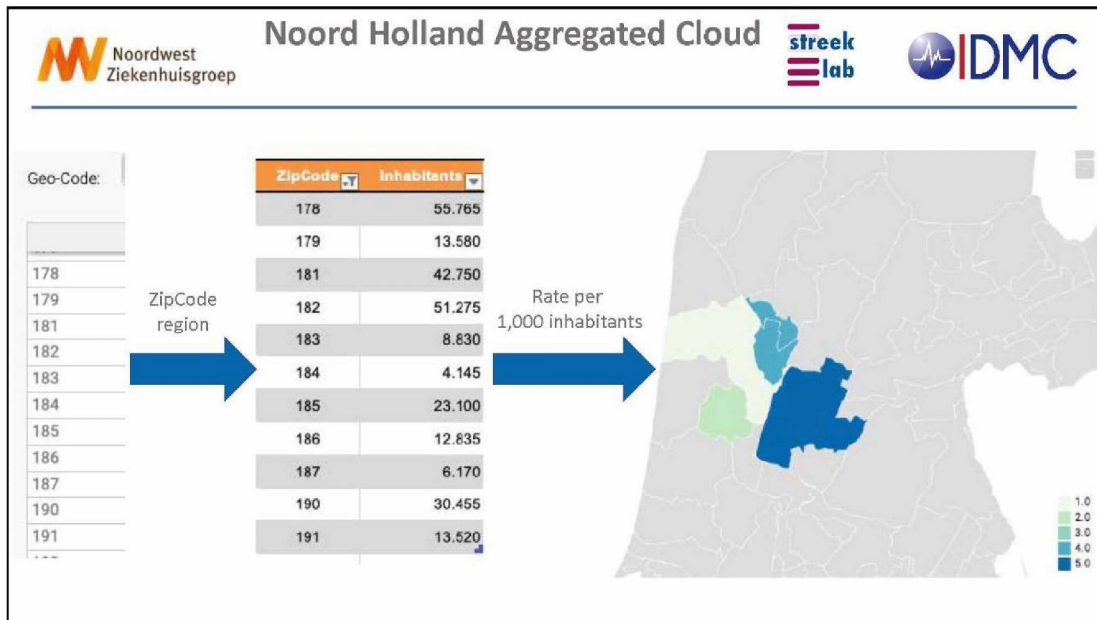 Noordwest
Ziekenhuisgroep
Noord Holland Aggregated Cloud
streek
lab
IDMC
Geo-Code:
178
179
181
182
183
184
185
186
187
190
191
ZipCode
region
ZipCode Inhabitants
178 55.765
179 13.580
181 42.750
182 51.275
183 8.830
184 4.145
185 23.100
186 12.835
187 6.170
190 30.455
191 13.520
Rate per
1,000 inhabitants
1.0
2.0
3.0
4.0
5.0